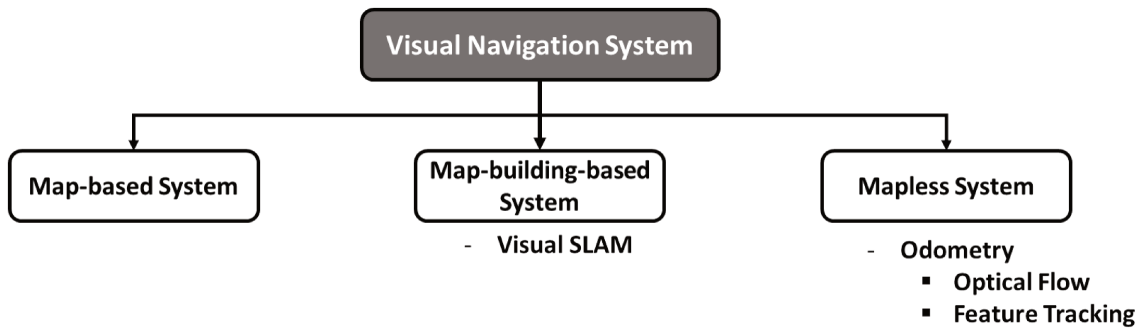 Visual Navigation System
Map-based System
Map-building-based
System
- Visual SLAM
Mapless System
- Odometry
▪ Optical Flow
▪ Feature Tracking